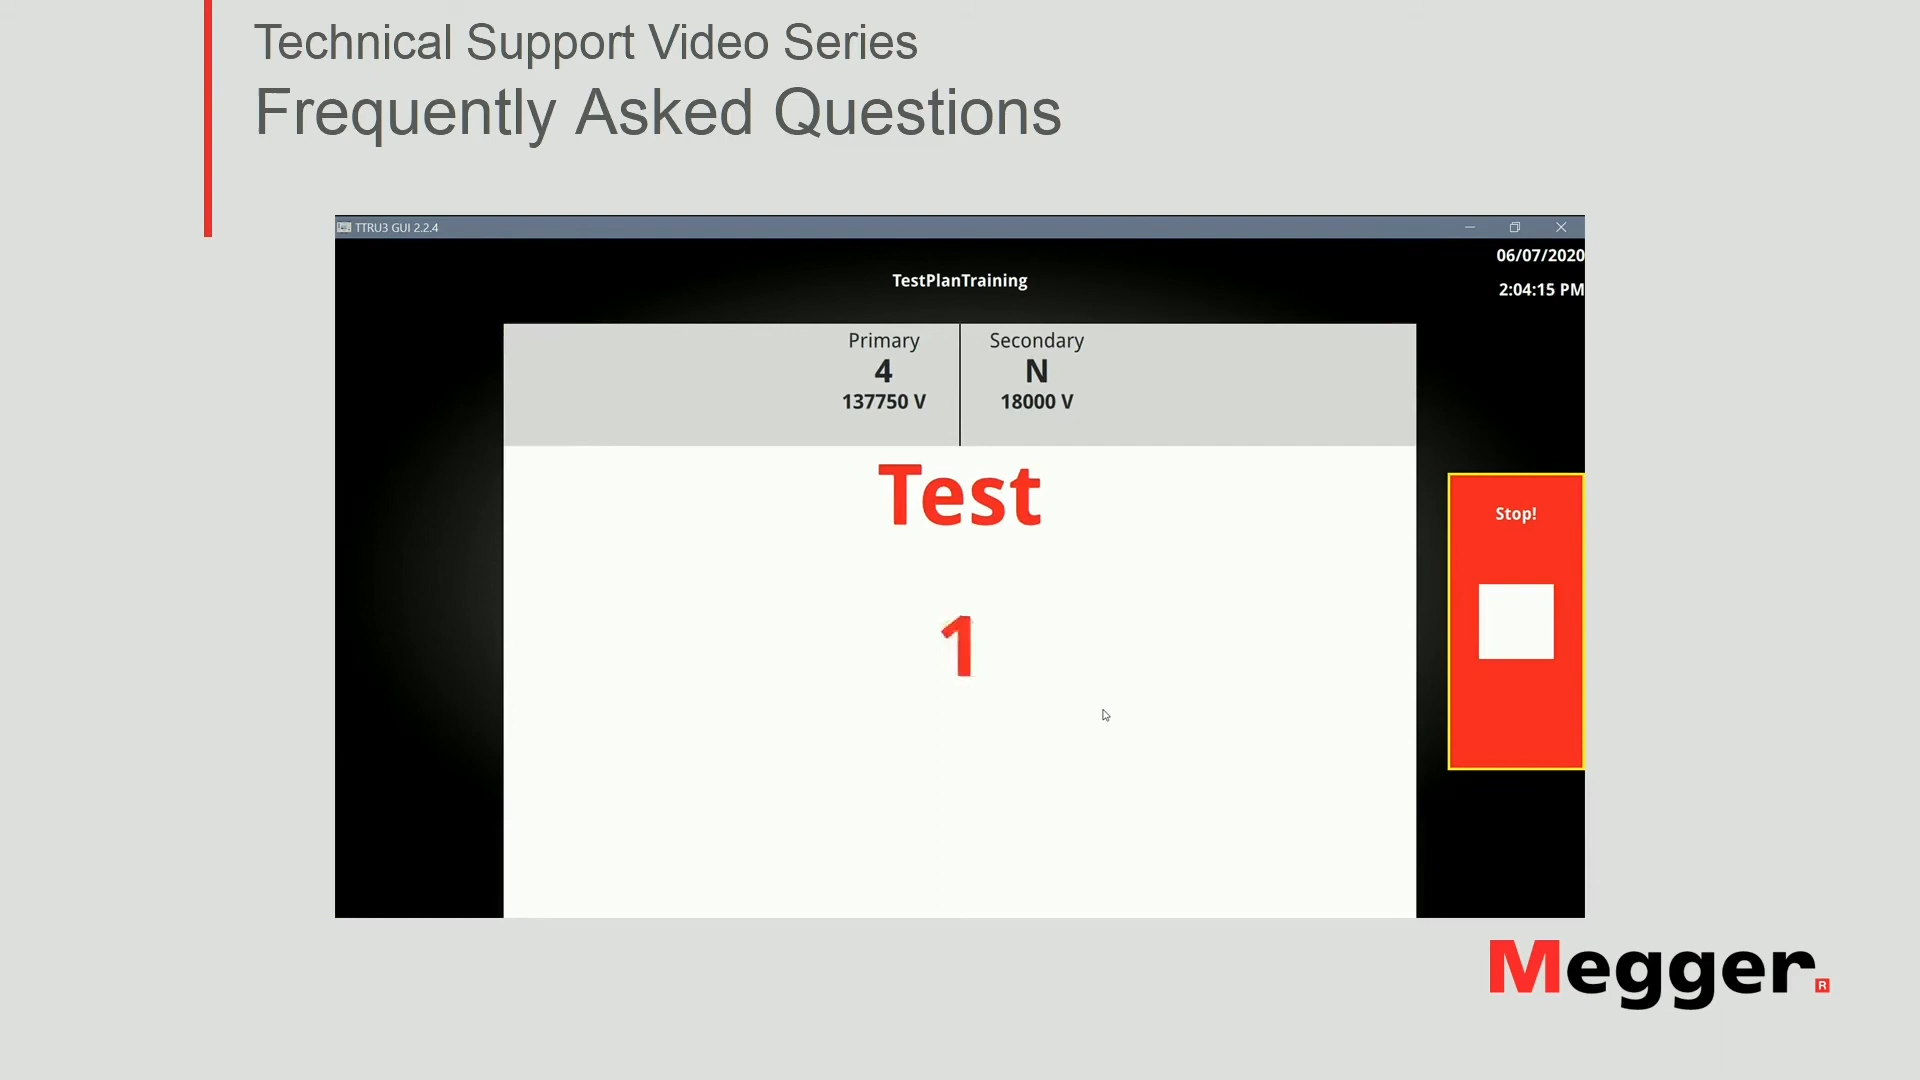 Technical Support Video Series
Frequently Asked Questions
TTRU3 GUI 2.2.4
06/07/2020
TestPlanTraining
2:04:15 PM
Primary
4
137750 V
Secondary
N
18000 V
Test
1
Stop!
Megger®